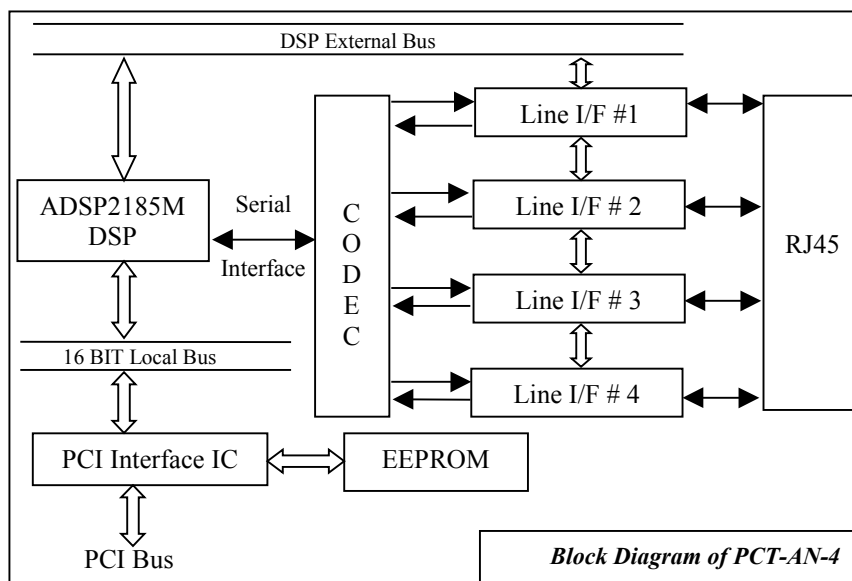 DSP External Bus
Line I/F #1
ADSP2185M
DSP
Serial
Interface
C
O
D
E
C
Line I/F # 2
RJ45
Line I/F # 3
16 BIT Local Bus
Line I/F # 4
PCI Interface IC
EEPROM
PCI Bus
Block Diagram of PCT-AN-4